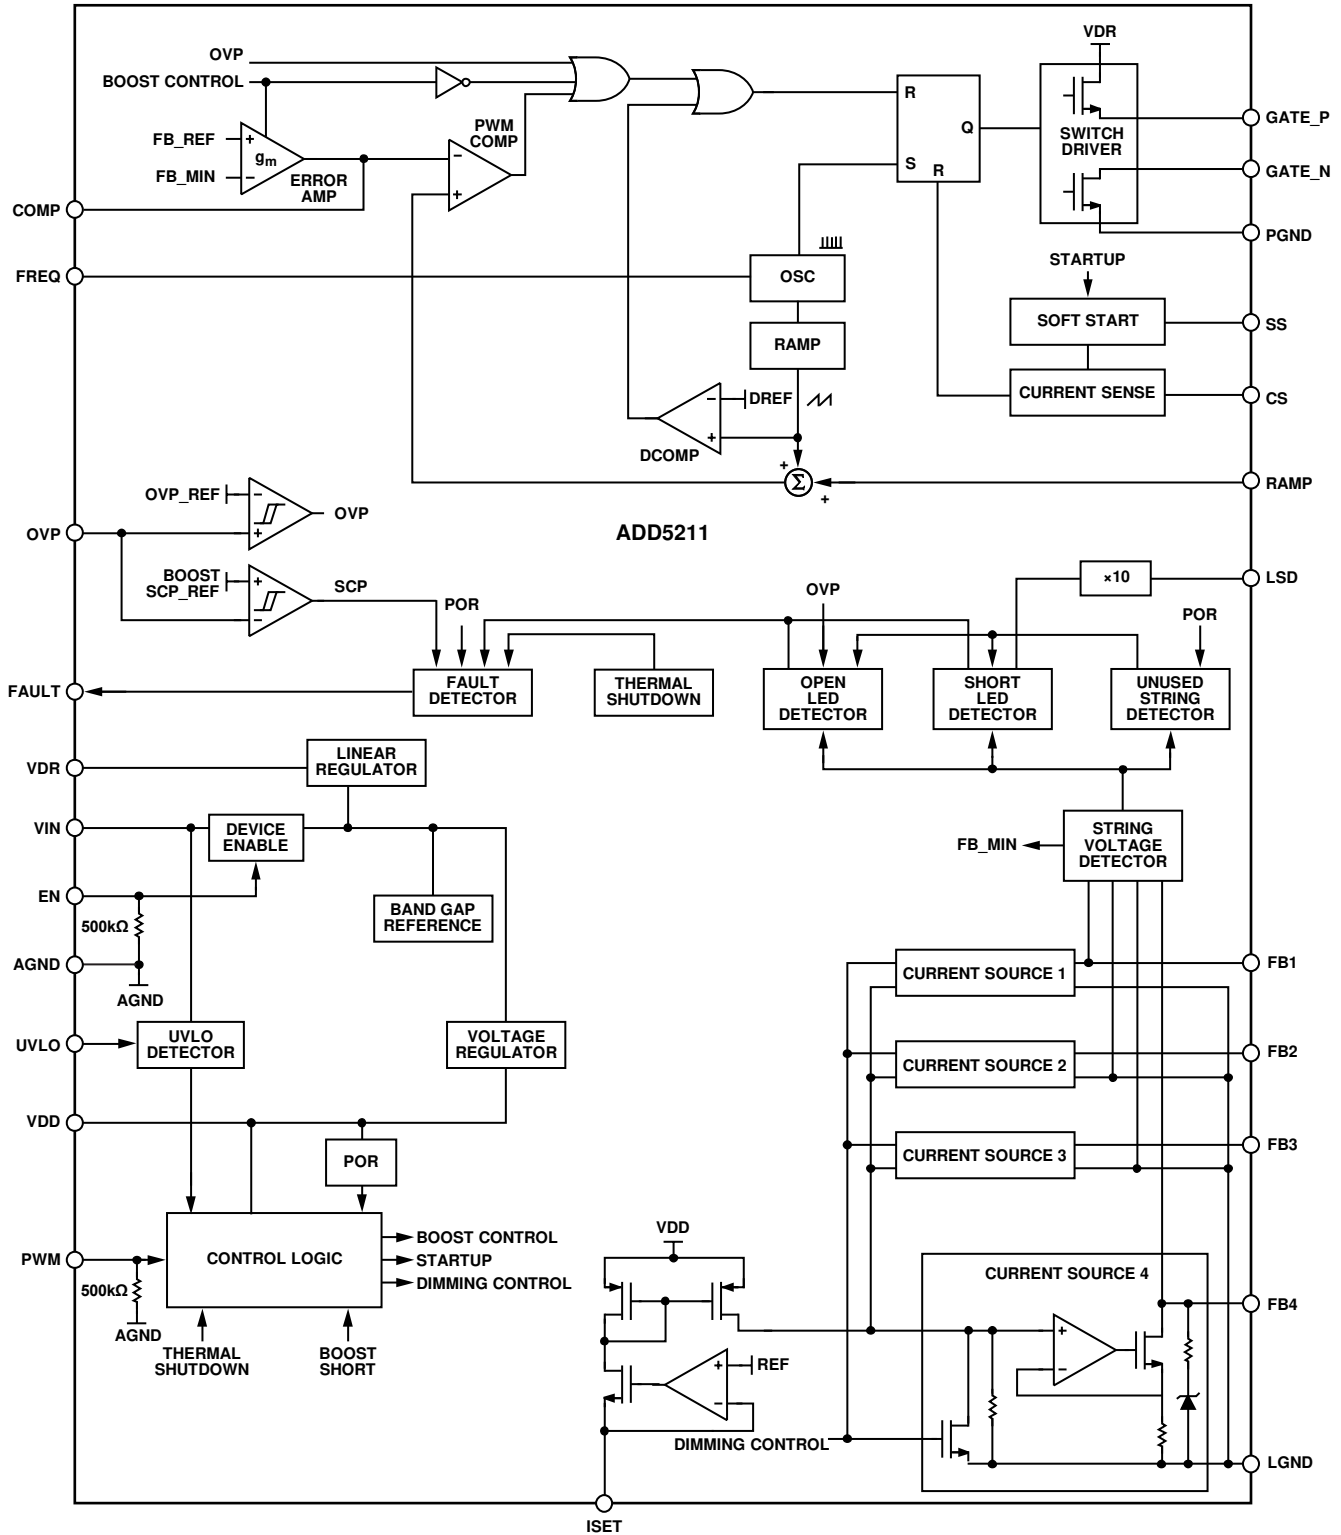 VDR
OVP
BOOST CONTROL
FB_REF
+
gm
FB_MIN
−
ERROR
AMP
PWM
COMP
−
+
R
Q
S
R
SWITCH
DRIVER
GATE_P
GATE_N
PGND
COMP
FREQ
OSC
RAMP
STARTUP
SOFT START
SS
CURRENT SENSE
CS
−
DREF
+
DCOMP
+
Σ
+
RAMP
OVP_REF
−
OVP
OVP
+
ADD5211
BOOST
SCP_REF
+
−
SCP
×10
LSD
POR
OVP
POR
FAULT
FAULT
DETECTOR
THERMAL
SHUTDOWN
OPEN
LED
DETECTOR
SHORT
LED
DETECTOR
UNUSED
STRING
DETECTOR
VDR
LINEAR
REGULATOR
VIN
DEVICE
ENABLE
FB_MIN
STRING
VOLTAGE
DETECTOR
EN
500kΩ
BAND GAP
REFERENCE
AGND
AGND
CURRENT SOURCE 1
FB1
UVLO
UVLO
DETECTOR
VOLTAGE
REGULATOR
CURRENT SOURCE 2
FB2
VDD
POR
CURRENT SOURCE 3
FB3
PWM
500kΩ
AGND
CONTROL LOGIC
BOOST CONTROL
STARTUP
DIMMING CONTROL
THERMAL
SHUTDOWN
BOOST
SHORT
VDD
CURRENT SOURCE 4
FB4
+
−
+
REF
−
DIMMING CONTROL
LGND
ISET